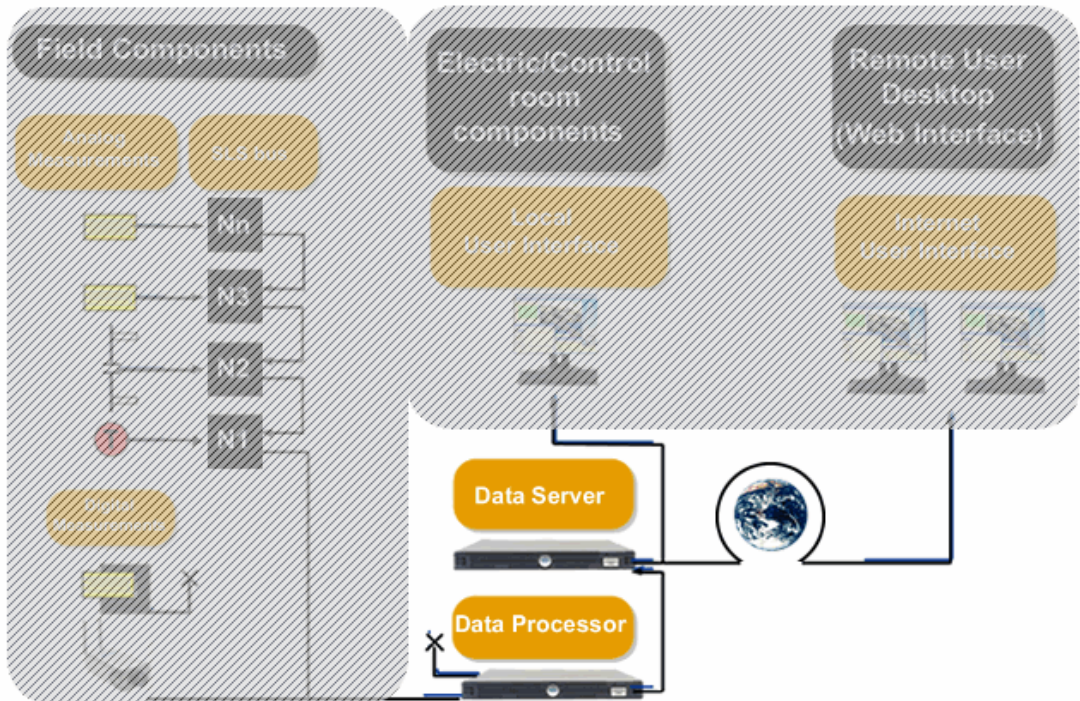 Field Components
Analog
Measurements
SLS bus
Nn
N3
N2
N1
T
Digital
Measurements
Electric/Control
room
components
Local
User Interface
Remote User
Desktop
(Web Interface)
Internet
User Interface
Data Server
Data Processor